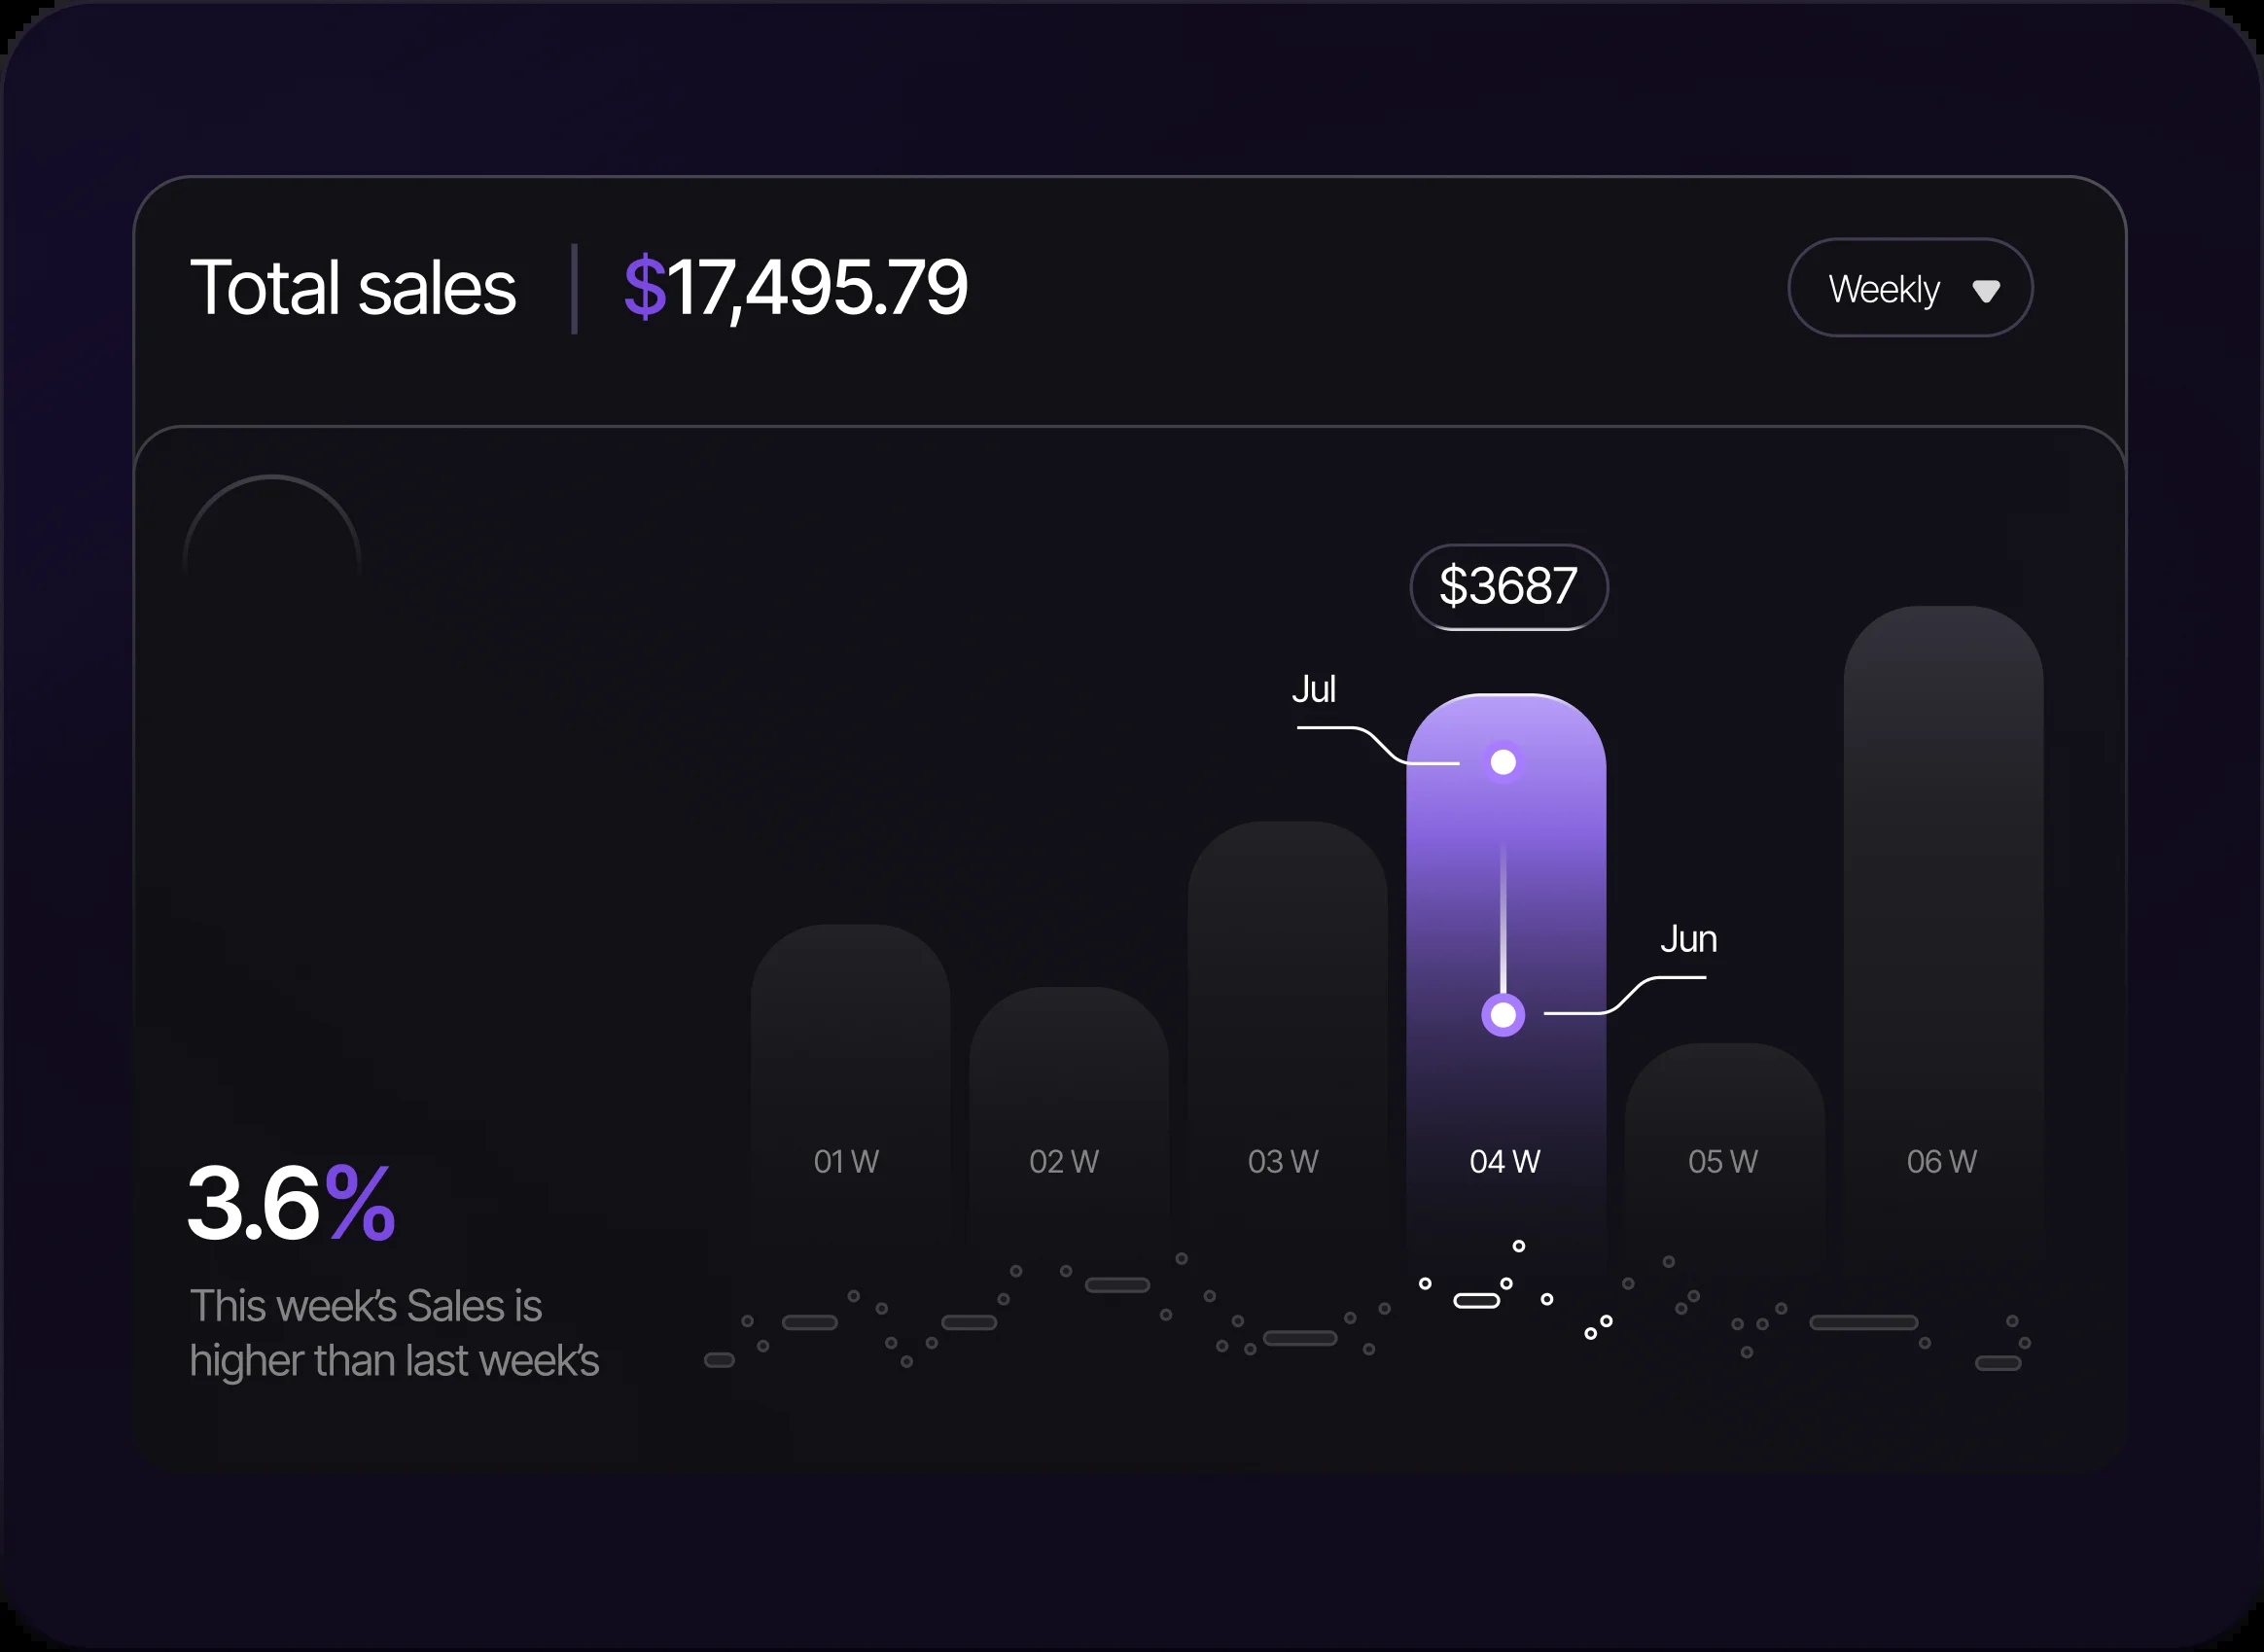 Total sales
$17,495.79
Weekly
$3687
Jul
Jun
01 W
02 W
03 W
04 W
05 W
06 W
3.6%
This week’s Sales is
higher than last week’s